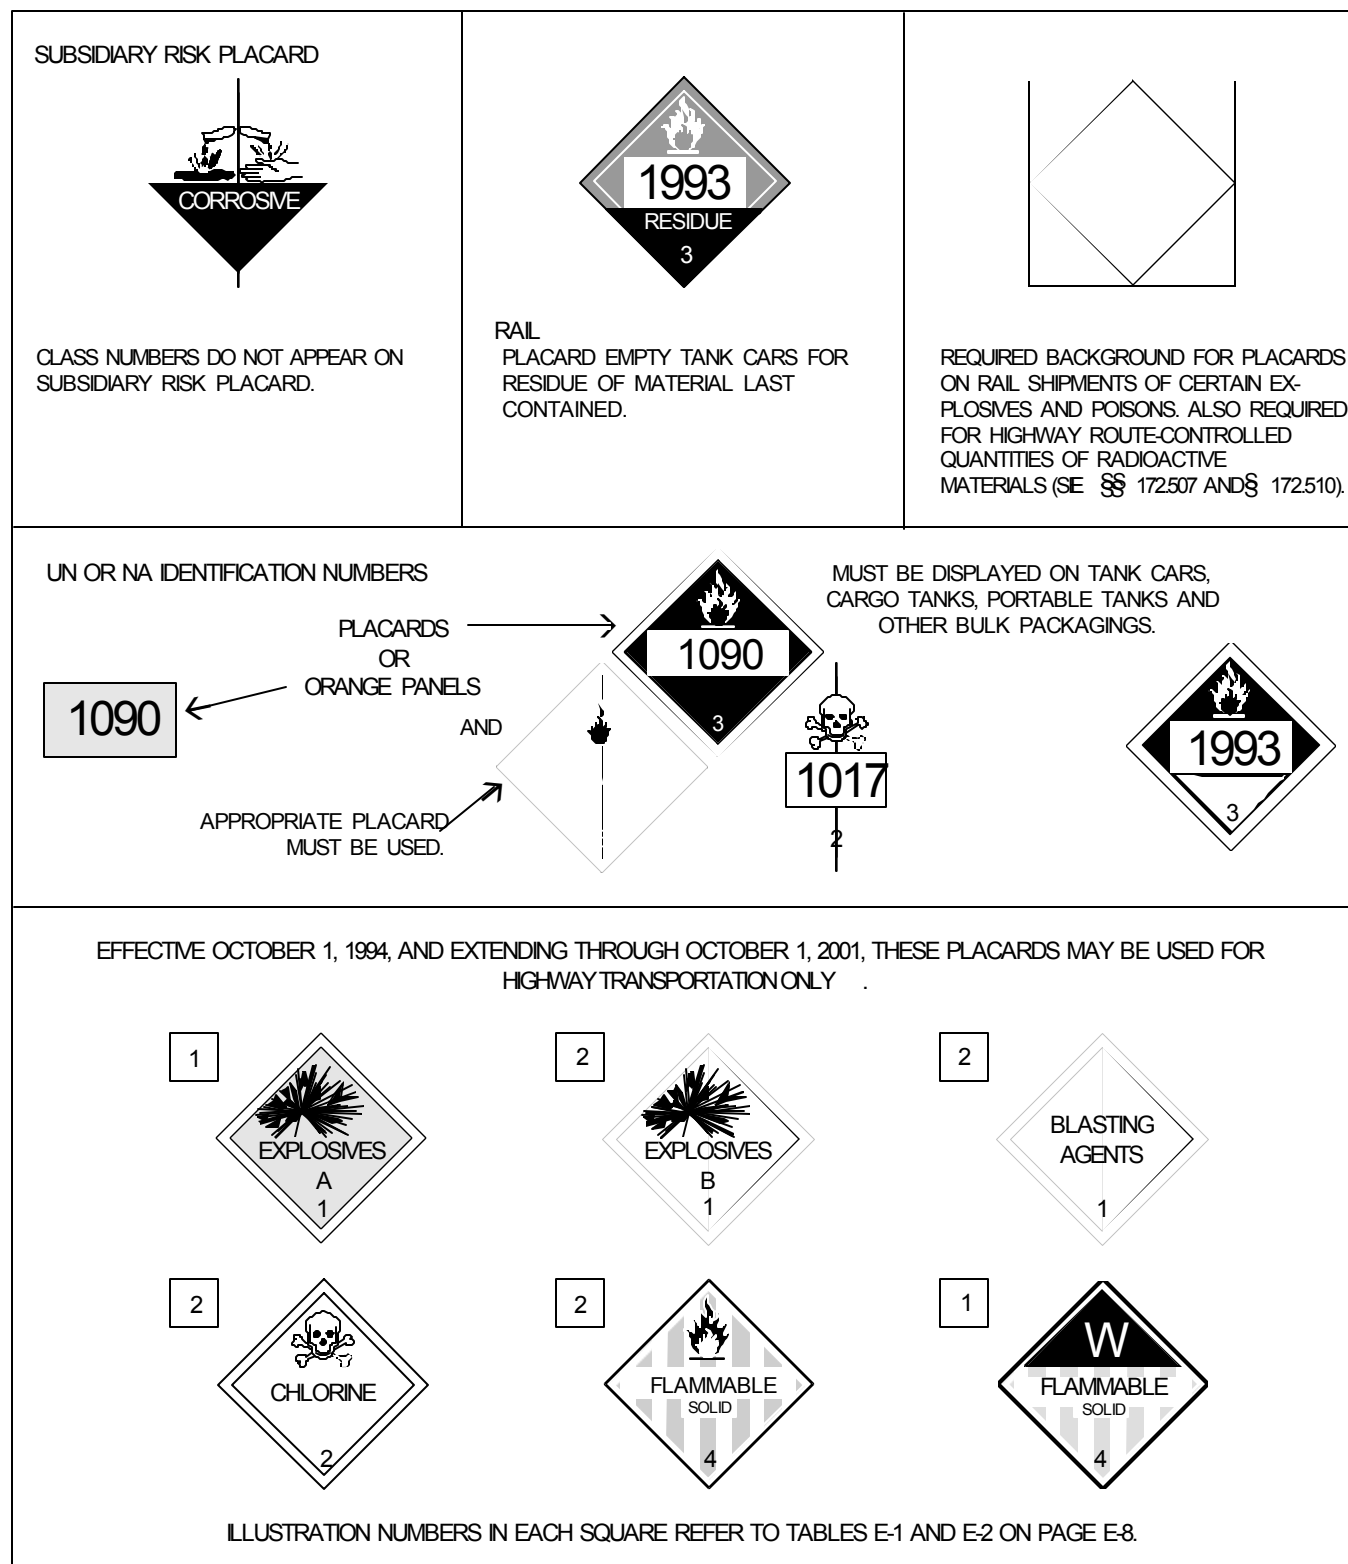 SUBSIDIARY RISK PLACARD
CORROSIVE
CLASS NUMBERS DO NOT APPEAR ON
SUBSIDIARY RISK PLACARD.
1993
RESIDUE
3
RAIL
PLACARD EMPTY TANK CARS FOR
RESIDUE OF MATERIAL LAST
CONTAINED.
REQUIRED BACKGROUND FOR PLACARDS
ON RAIL SHIPMENTS OF CERTAIN EX-
PLOSIVES AND POISONS. ALSO REQUIRED
FOR HIGHWAY ROUTE-CONTROLLED
QUANTITIES OF RADIOACTIVE
MATERIALS (SIE §§ 172.507 AND§ 172.510).
UN OR NA IDENTIFICATION NUMBERS
PLACARDS
OR
ORANGE PANELS
1090
AND
APPROPRIATE PLACARD
MUST BE USED.
1090
3
MUST BE DISPLAYED ON TANK CARS,
CARGO TANKS, PORTABLE TANKS AND
OTHER BULK PACKAGINGS.
1017
2
1993
3
EFFECTIVE OCTOBER 1, 1994, AND EXTENDING THROUGH OCTOBER 1, 2001, THESE PLACARDS MAY BE USED FOR
HIGHWAY TRANSPORTATION ONLY .
1
EXPLOSIVES
A
1
2
EXPLOSIVES
B
1
2
BLASTING
AGENTS
1
2
CHLORINE
2
2
FLAMMABLE
SOLID
4
1
W
FLAMMABLE
SOLID
4
ILLUSTRATION NUMBERS IN EACH SQUARE REFER TO TABLES E-1 AND E-2 ON PAGE E-8.